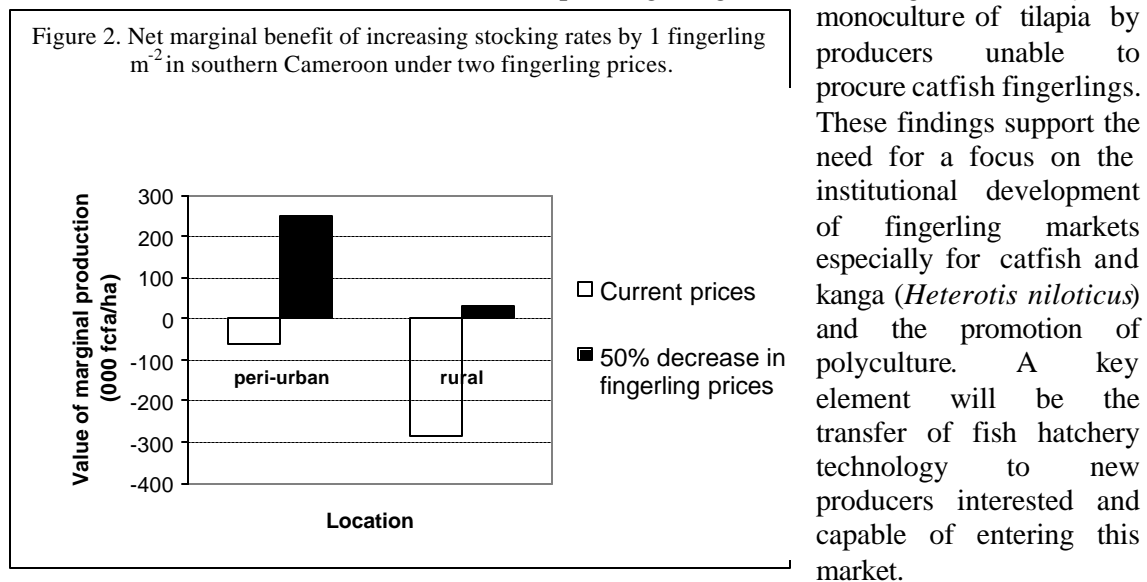 Figure 2. Net marginal benefit of increasing stocking rates by 1 fingerling
m-2 in southern Cameroon under two fingerling prices.
Value of marginal production
(000 fcfa/ha)
300
200
100
0
-100
-200
-300
-400
peri-urban
rural
Location
Current prices
50% decrease in
fingerling prices
monoculture of tilapia by
producers unable to
procure catfish fingerlings.
These findings support the
need for a focus on the
institutional development
of fingerling markets
especially for catfish and
kanga (Heterotis niloticus)
and the promotion of
polyculture. A key
element will be the
transfer of fish hatchery
technology to new
producers interested and
capable of entering this
market.